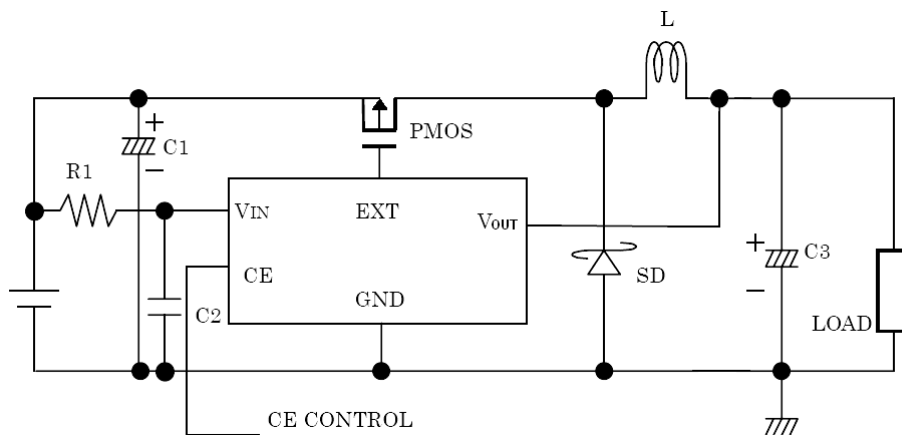 L
PMOS
+
C1
−
R1
VIN
EXT
VOUT
CE
+
C3
−
SD
GND
C2
LOAD
CE CONTROL